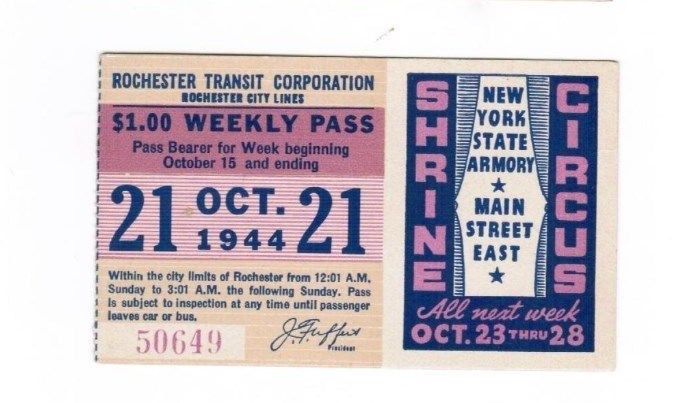 ROCHESTER TRANSIT CORPORATION
ROCHESTER CITY LINES
$1.00 WEEKLY PASS
Pass Bearer for Week beginning
October 15 and ending
21 OCT. 1944 21
Within the city limits of Rochester from 12:01 A.M.
Sunday to 3:01 A.M. the following Sunday. Pass
is subject to inspection at any time until passenger
leaves car or bus.
50649
President
SHRINE
NEW
YORK
STATE
ARMORY
★
MAIN
STREET
EAST
★
CIRCUS
All next week
OCT. 23 THRU 28